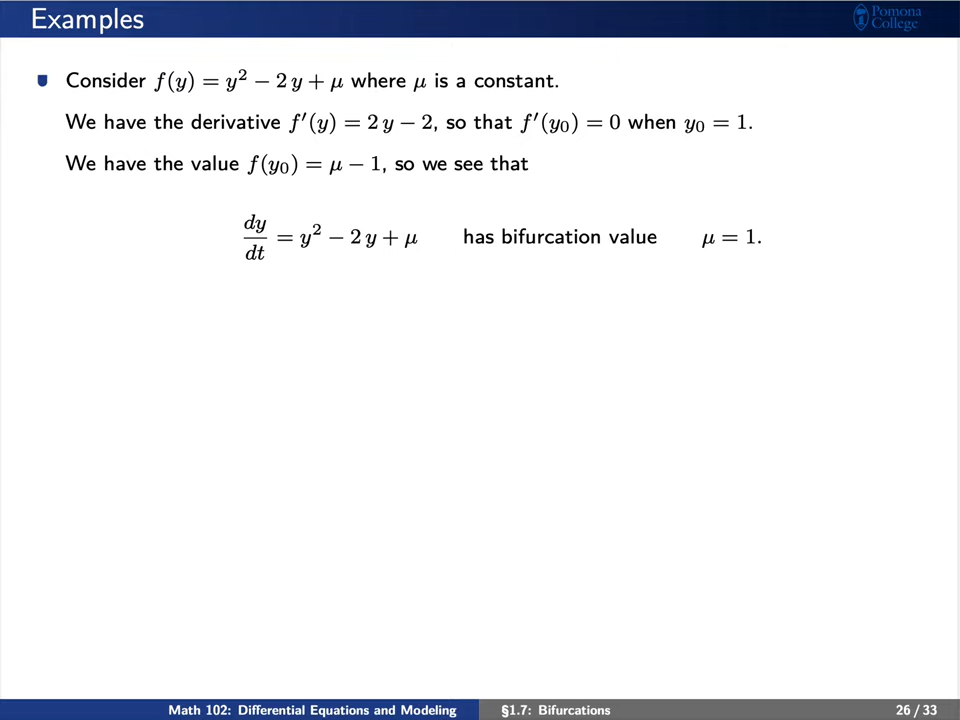 Examples
Pomona
College
Consider f(y) = y² − 2 y + μ where μ is a constant.
We have the derivative f′(y) = 2 y − 2, so that f′(y₀) = 0 when y₀ = 1.
We have the value f(y₀) = μ − 1, so we see that
dy/dt = y² − 2 y + μ has bifurcation value μ = 1.
Math 102: Differential Equations and Modeling §1.7: Bifurcations 26 / 33